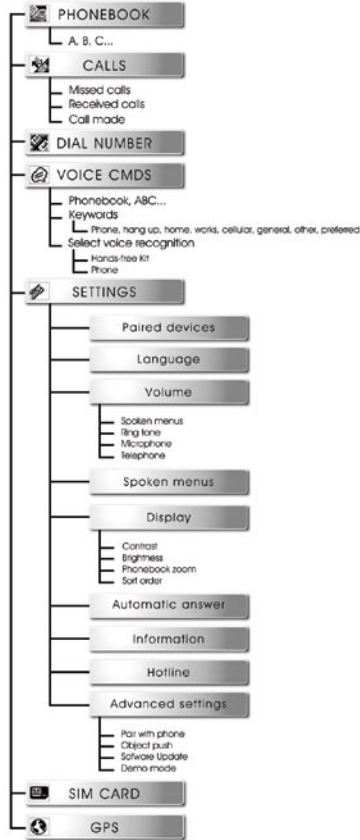 PHONEBOOK
A, B, C...
CALLS
Missed calls
Received calls
Call made
DIAL NUMBER
VOICE CMDS
Phonebook, ABC...
Keywords
Phone, hang up, home, works, cellular, general, other, preferred
Select voice recognition
Hands-free Kit
Phone
SETTINGS
Paired devices
Language
Volume
Spoken menus
Ring tone
Microphone
Telephone
Spoken menus
Display
Contrast
Brightness
Phonebook zoom
Sort order
Automatic answer
Information
Hotline
Advanced settings
Pair with phone
Object push
Sofware Update
Demo mode
SIM CARD
GPS